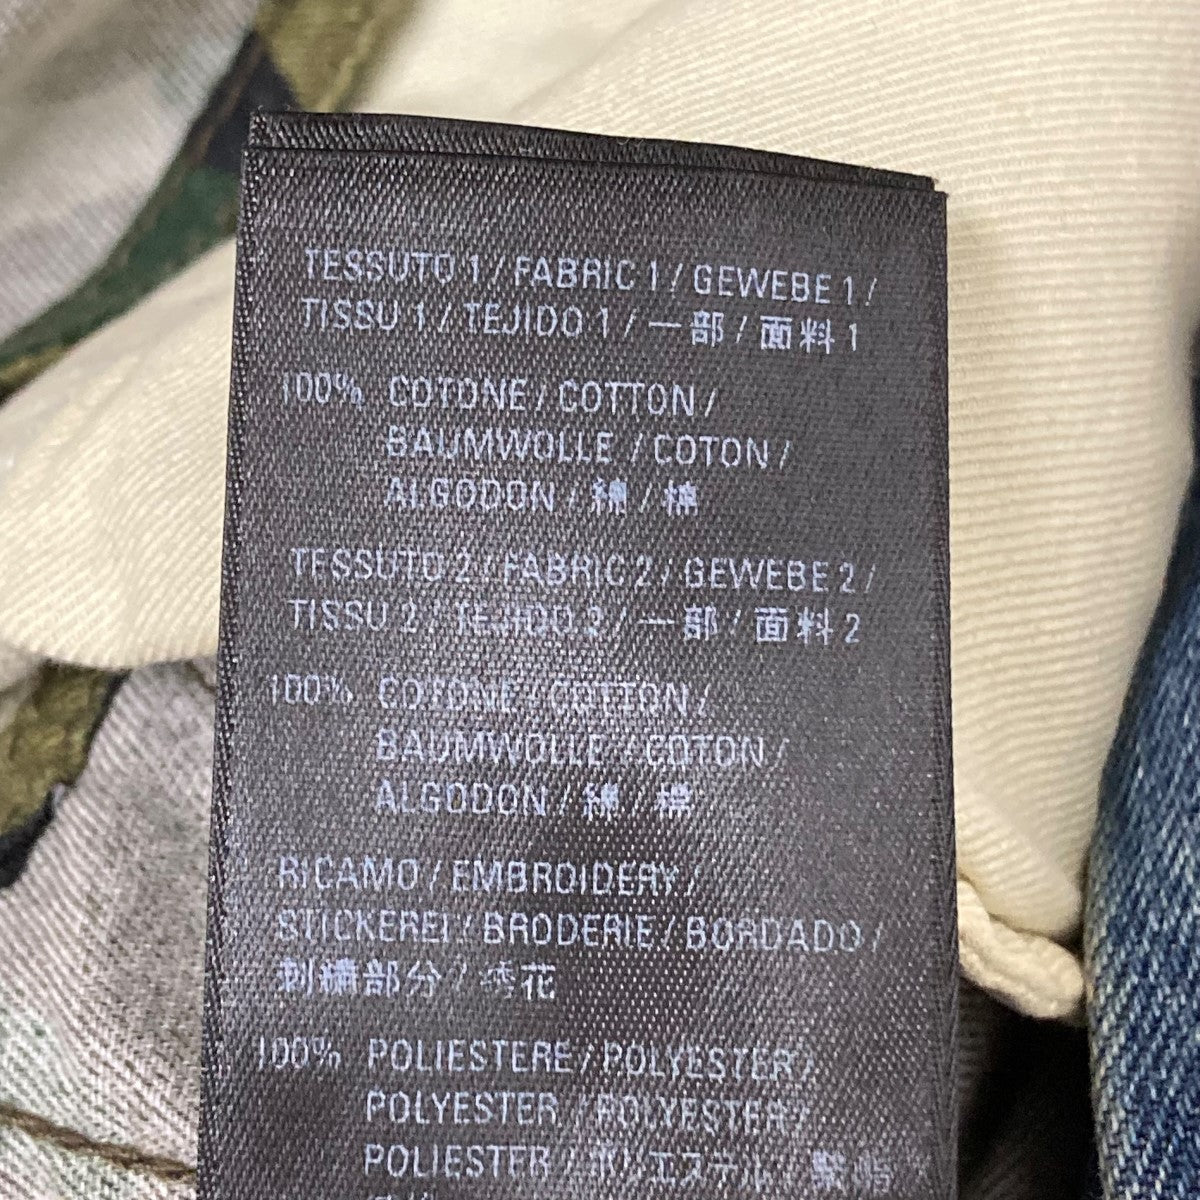 TESSUTO 1 / FABRIC 1 / GEWEBE 1 /
TISSU 1 / TEJIDO 1 / 一部 / 面料 1
100% COTONE / COTTON /
BAUMWOLLE / COTON /
ALGODON / 綿 / 棉
TESSUTO 2 / FABRIC 2 / GEWEBE 2 /
TISSU 2 / TEJIDO 2 / 一部 / 面料 2
100% COTONE / COTTON /
BAUMWOLLE / COTON /
ALGODON / 綿 / 棉
RICAMO / EMBROIDERY /
STICKEREI / BRODERIE / BORDADO /
刺繍部分 / 绣花
100% POLIESTERE / POLYESTER /
POLYESTER / POLYESTER /
POLIESTER / ポリエステル / 聚酯